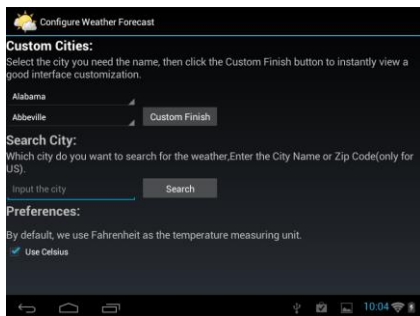 Configure Weather Forecast
Custom Cities:
Select the city you need the name, then click the Custom Finish button to instantly view a
good interface customization.
Alabama
Abbeville
Custom Finish
Search City:
Which city do you want to search for the weather,Enter the City Name or Zip Code(only for
US).
Input the city
Search
Preferences:
By default, we use Fahrenheit as the temperature measuring unit.
Use Celsius
10:04